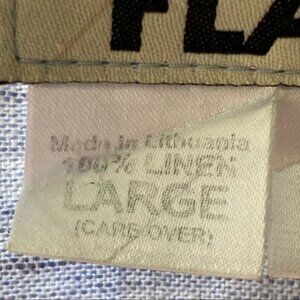 FLA
Made in Lithuania
100% LINEN
LARGE
(CARE OVER)